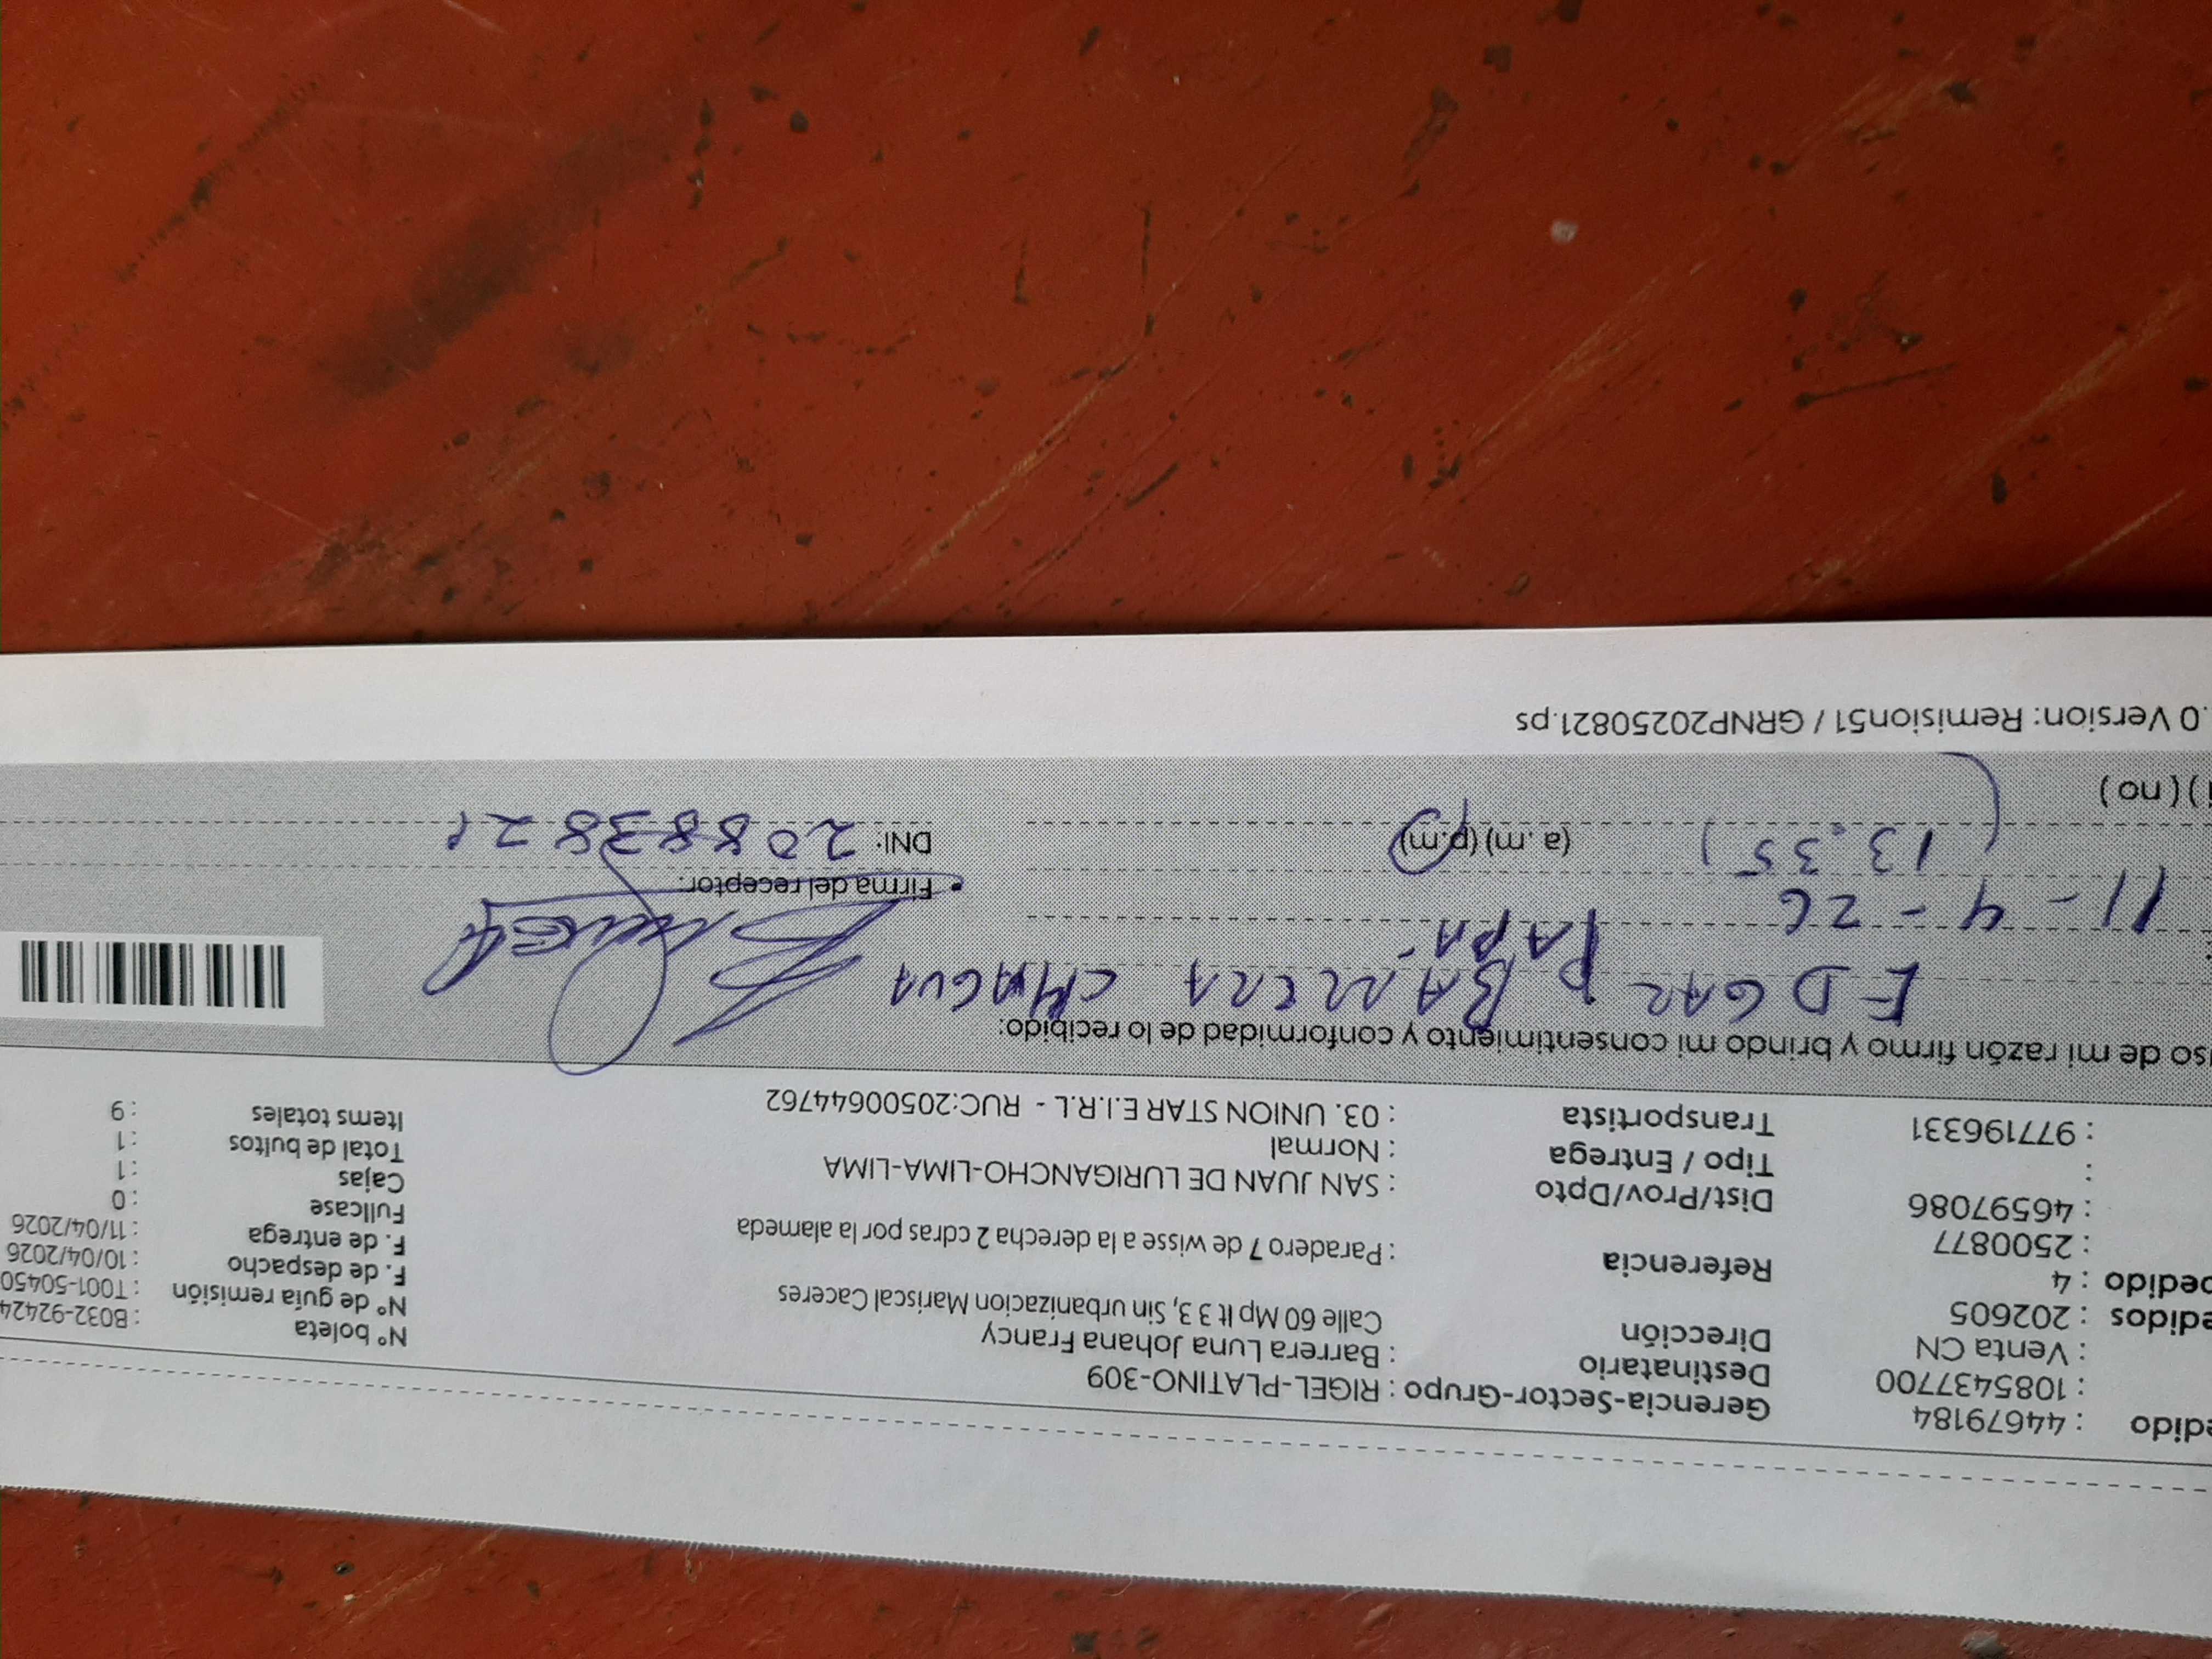 edido : 44679184 Gerencia-Sector-Grupo : RIGEL-PLATINO-309 N° boleta : B032-92424
: 1085437700 Destinatario : Barrera Luna Johana Francy N° de guía remisión : T001-50450
: Venta CN Dirección Calle 60 Mp lt 3 3, Sin urbanizacion Mariscal Caceres F. de despacho : 10/04/2026
edidos : 202605 F. de entrega : 11/04/2026
pedido : 4 Referencia : Paradero 7 de wisse a la derecha 2 cdras por la alameda Fullcase : 0
: 2500877 Cajas : 1
: 46597086 Dist/Prov/Dpto : SAN JUAN DE LURIGANCHO-LIMA-LIMA Total de bultos : 1
: Tipo / Entrega : Normal Items totales : 9
: 977196331 Transportista : 03. UNION STAR E.I.R.L - RUC:20500644762
uso de mi razón firmo y brindo mi consentimiento y conformidad de lo recibido:
EDGAR BARRERA CHAGUA
PAPÁ
11-4-26
• Firma del receptor:
(13:35) (a.m) (p.m) DNI: 2088382
i ) ( no )
.0 Version: Remision51 / GRNP20250821.ps